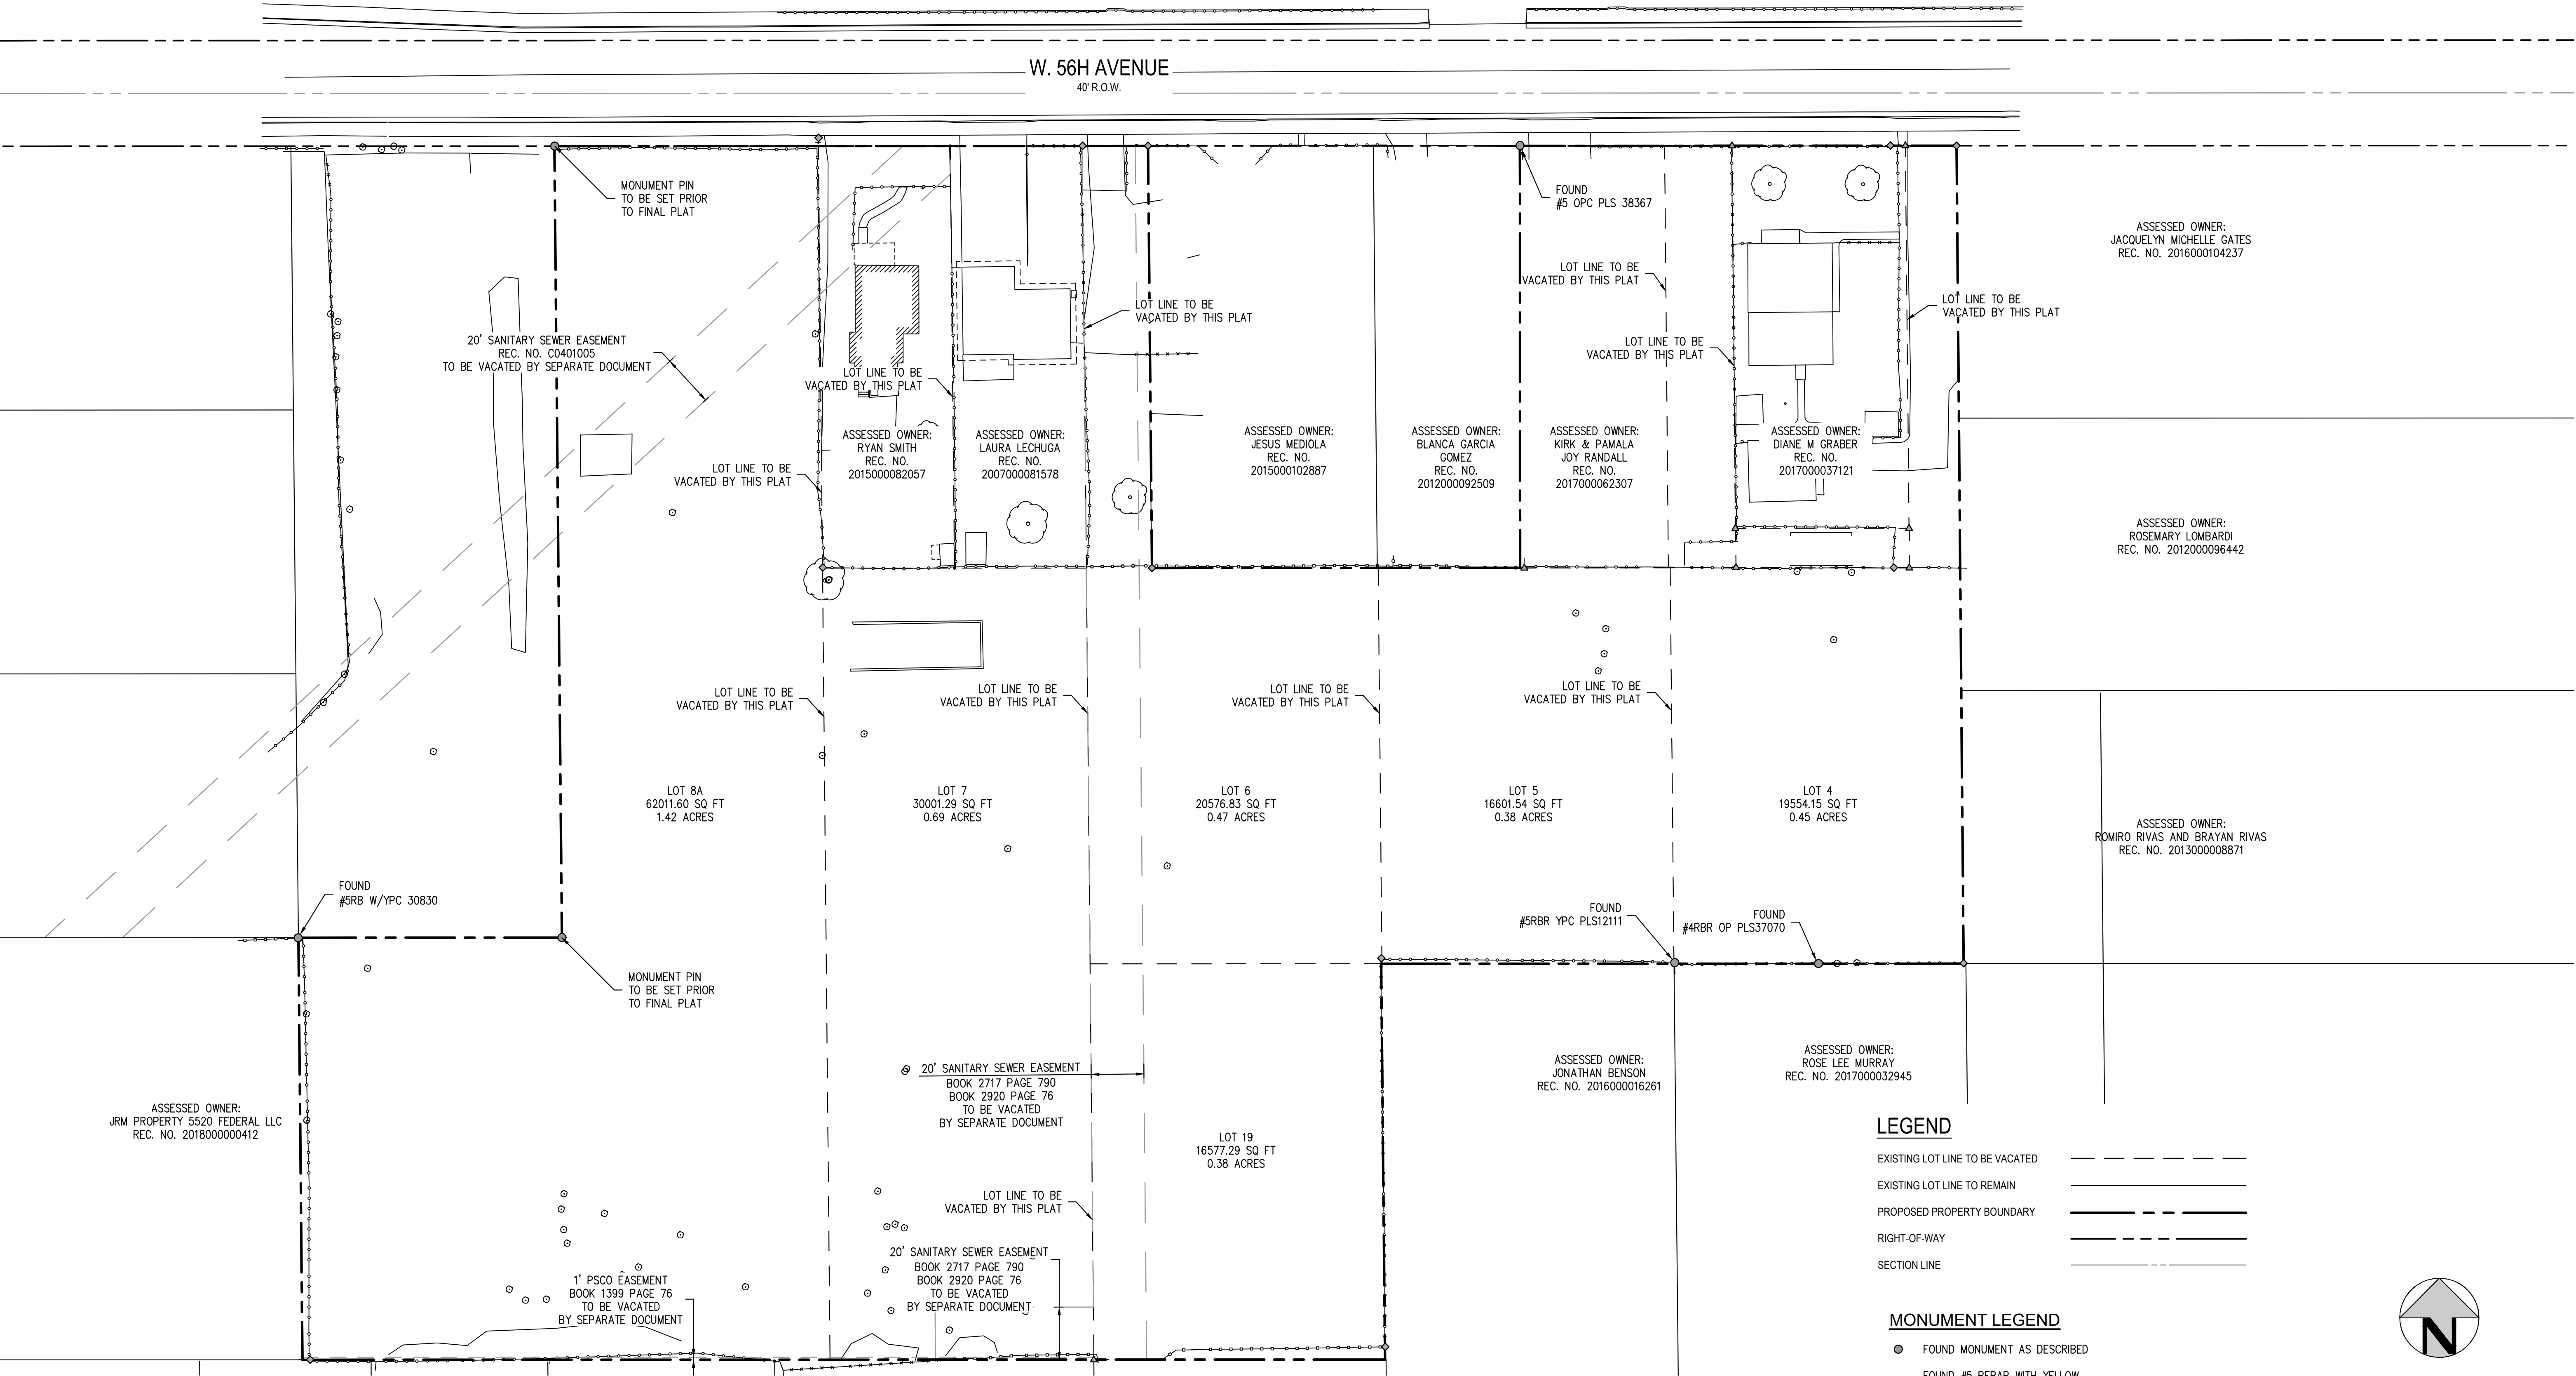 W. 56H AVENUE
40' R.O.W.
MONUMENT PIN
TO BE SET PRIOR
TO FINAL PLAT
FOUND
#5 OPC PLS 38367
ASSESSED OWNER:
JACQUELYN MICHELLE GATES
REC. NO. 2016000104237
LOT LINE TO BE
VACATED BY THIS PLAT
LOT LINE TO BE
VACATED BY THIS PLAT
LOT LINE TO BE
VACATED BY THIS PLAT
20' SANITARY SEWER EASEMENT
REC. NO. C0401005
TO BE VACATED BY SEPARATE DOCUMENT
LOT LINE TO BE
VACATED BY THIS PLAT
LOT LINE TO BE
VACATED BY THIS PLAT
ASSESSED OWNER:
RYAN SMITH
REC. NO.
2015000082057
ASSESSED OWNER:
LAURA LECHUGA
REC. NO.
2007000081578
ASSESSED OWNER:
JESUS MEDIOLA
REC. NO.
2015000102887
ASSESSED OWNER:
BLANCA GARCIA
GOMEZ
REC. NO.
2012000092509
ASSESSED OWNER:
KIRK & PAMALA
JOY RANDALL
REC. NO.
2017000062307
ASSESSED OWNER:
DIANE M GRABER
REC. NO.
2017000037121
LOT LINE TO BE
VACATED BY THIS PLAT
ASSESSED OWNER:
ROSEMARY LOMBARDI
REC. NO. 2012000096442
LOT LINE TO BE
VACATED BY THIS PLAT
LOT LINE TO BE
VACATED BY THIS PLAT
LOT LINE TO BE
VACATED BY THIS PLAT
LOT LINE TO BE
VACATED BY THIS PLAT
LOT 8A
62011.60 SQ FT
1.42 ACRES
LOT 7
30001.29 SQ FT
0.69 ACRES
LOT 6
20576.83 SQ FT
0.47 ACRES
LOT 5
16601.54 SQ FT
0.38 ACRES
LOT 4
19554.15 SQ FT
0.45 ACRES
ASSESSED OWNER:
ROMIRO RIVAS AND BRAYAN RIVAS
REC. NO. 2013000008871
FOUND
#5RB W/YPC 30830
FOUND
#5RBR YPC PLS12111
FOUND
#4RBR OP PLS37070
MONUMENT PIN
TO BE SET PRIOR
TO FINAL PLAT
20' SANITARY SEWER EASEMENT
BOOK 2717 PAGE 790
BOOK 2920 PAGE 76
TO BE VACATED
BY SEPARATE DOCUMENT
ASSESSED OWNER:
JONATHAN BENSON
REC. NO. 2016000016261
ASSESSED OWNER:
ROSE LEE MURRAY
REC. NO. 2017000032945
ASSESSED OWNER:
JRM PROPERTY 5520 FEDERAL LLC
REC. NO. 2018000000412
LOT 19
16577.29 SQ FT
0.38 ACRES
LOT LINE TO BE
VACATED BY THIS PLAT
20' SANITARY SEWER EASEMENT
BOOK 2717 PAGE 790
BOOK 2920 PAGE 76
TO BE VACATED
BY SEPARATE DOCUMENT
1' PSCO EASEMENT
BOOK 1399 PAGE 76
TO BE VACATED
BY SEPARATE DOCUMENT
LEGEND
EXISTING LOT LINE TO BE VACATED
EXISTING LOT LINE TO REMAIN
PROPOSED PROPERTY BOUNDARY
RIGHT-OF-WAY
SECTION LINE
MONUMENT LEGEND
FOUND MONUMENT AS DESCRIBED
FOUND #5 REBAR WITH YELLOW
N